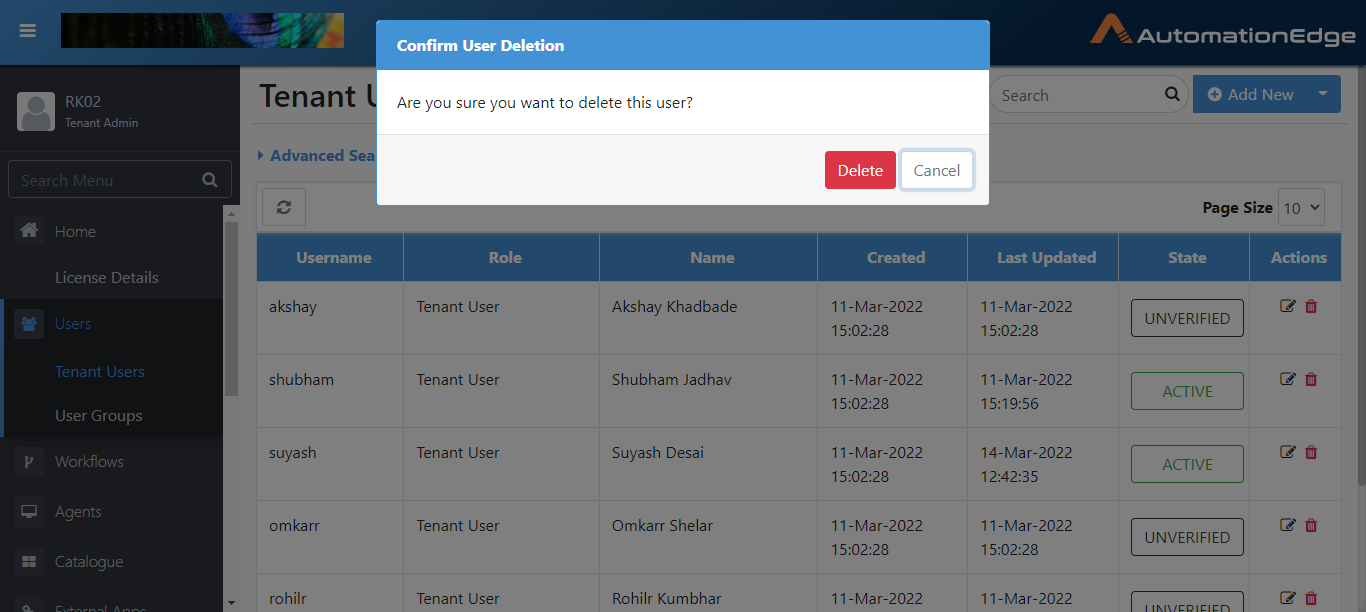 Confirm User Deletion
AutomationEdge
Are you sure you want to delete this user?
Delete
Cancel
RK02
Tenant Admin
Search Menu
Home
License Details
Users
Tenant Users
User Groups
Workflows
Agents
Catalogue
External Apps
Tenant U
Search
Add New
Advanced Sea
Page Size 10
Username Role Name Created Last Updated State Actions
akshay Tenant User Akshay Khadbade 11-Mar-2022 11-Mar-2022 UNVERIFIED
15:02:28 15:02:28
shubham Tenant User Shubham Jadhav 11-Mar-2022 11-Mar-2022 ACTIVE
15:02:28 15:19:56
suyash Tenant User Suyash Desai 11-Mar-2022 14-Mar-2022 ACTIVE
15:02:28 12:42:35
omkarr Tenant User Omkarr Shelar 11-Mar-2022 11-Mar-2022 UNVERIFIED
15:02:28 15:02:28
rohilr Tenant User Rohilr Kumbhar 11-Mar-2022 11-Mar-2022 UNVERIFIED